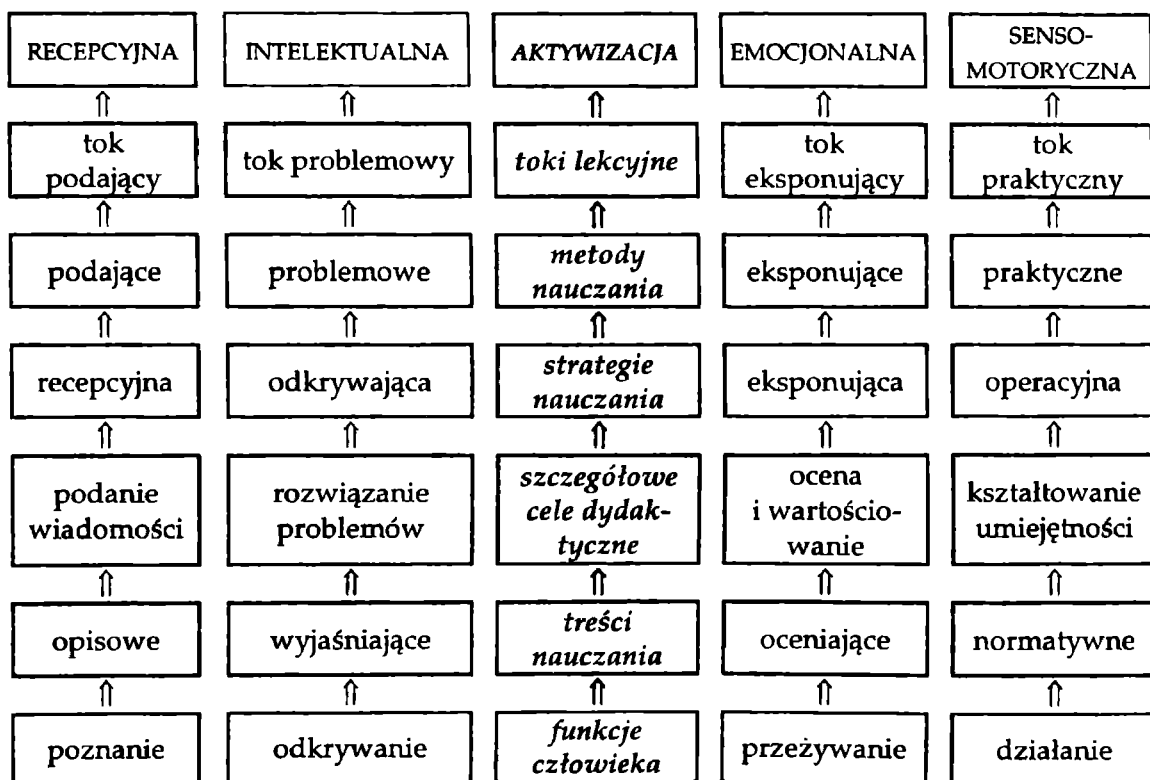 RECEPCYJNA
INTELEKTUALNA
AKTYWIZACJA
EMOCJONALNA
SENSO-
MOTORYCZNA
tok
podający
tok problemowy
toki lekcyjne
tok
eksponujący
tok
praktyczny
podające
problemowe
metody
nauczania
eksponujące
praktyczne
recepcyjna
odkrywająca
strategie
nauczania
eksponująca
operacyjna
podanie
wiadomości
rozwiązanie
problemów
szczegółowe
cele dydak-
tyczne
ocena
i wartościo-
wanie
kształtowanie
umiejętności
opisowe
wyjaśniające
treści
nauczania
oceniające
normatywne
poznanie
odkrywanie
funkcje
człowieka
przeżywanie
działanie